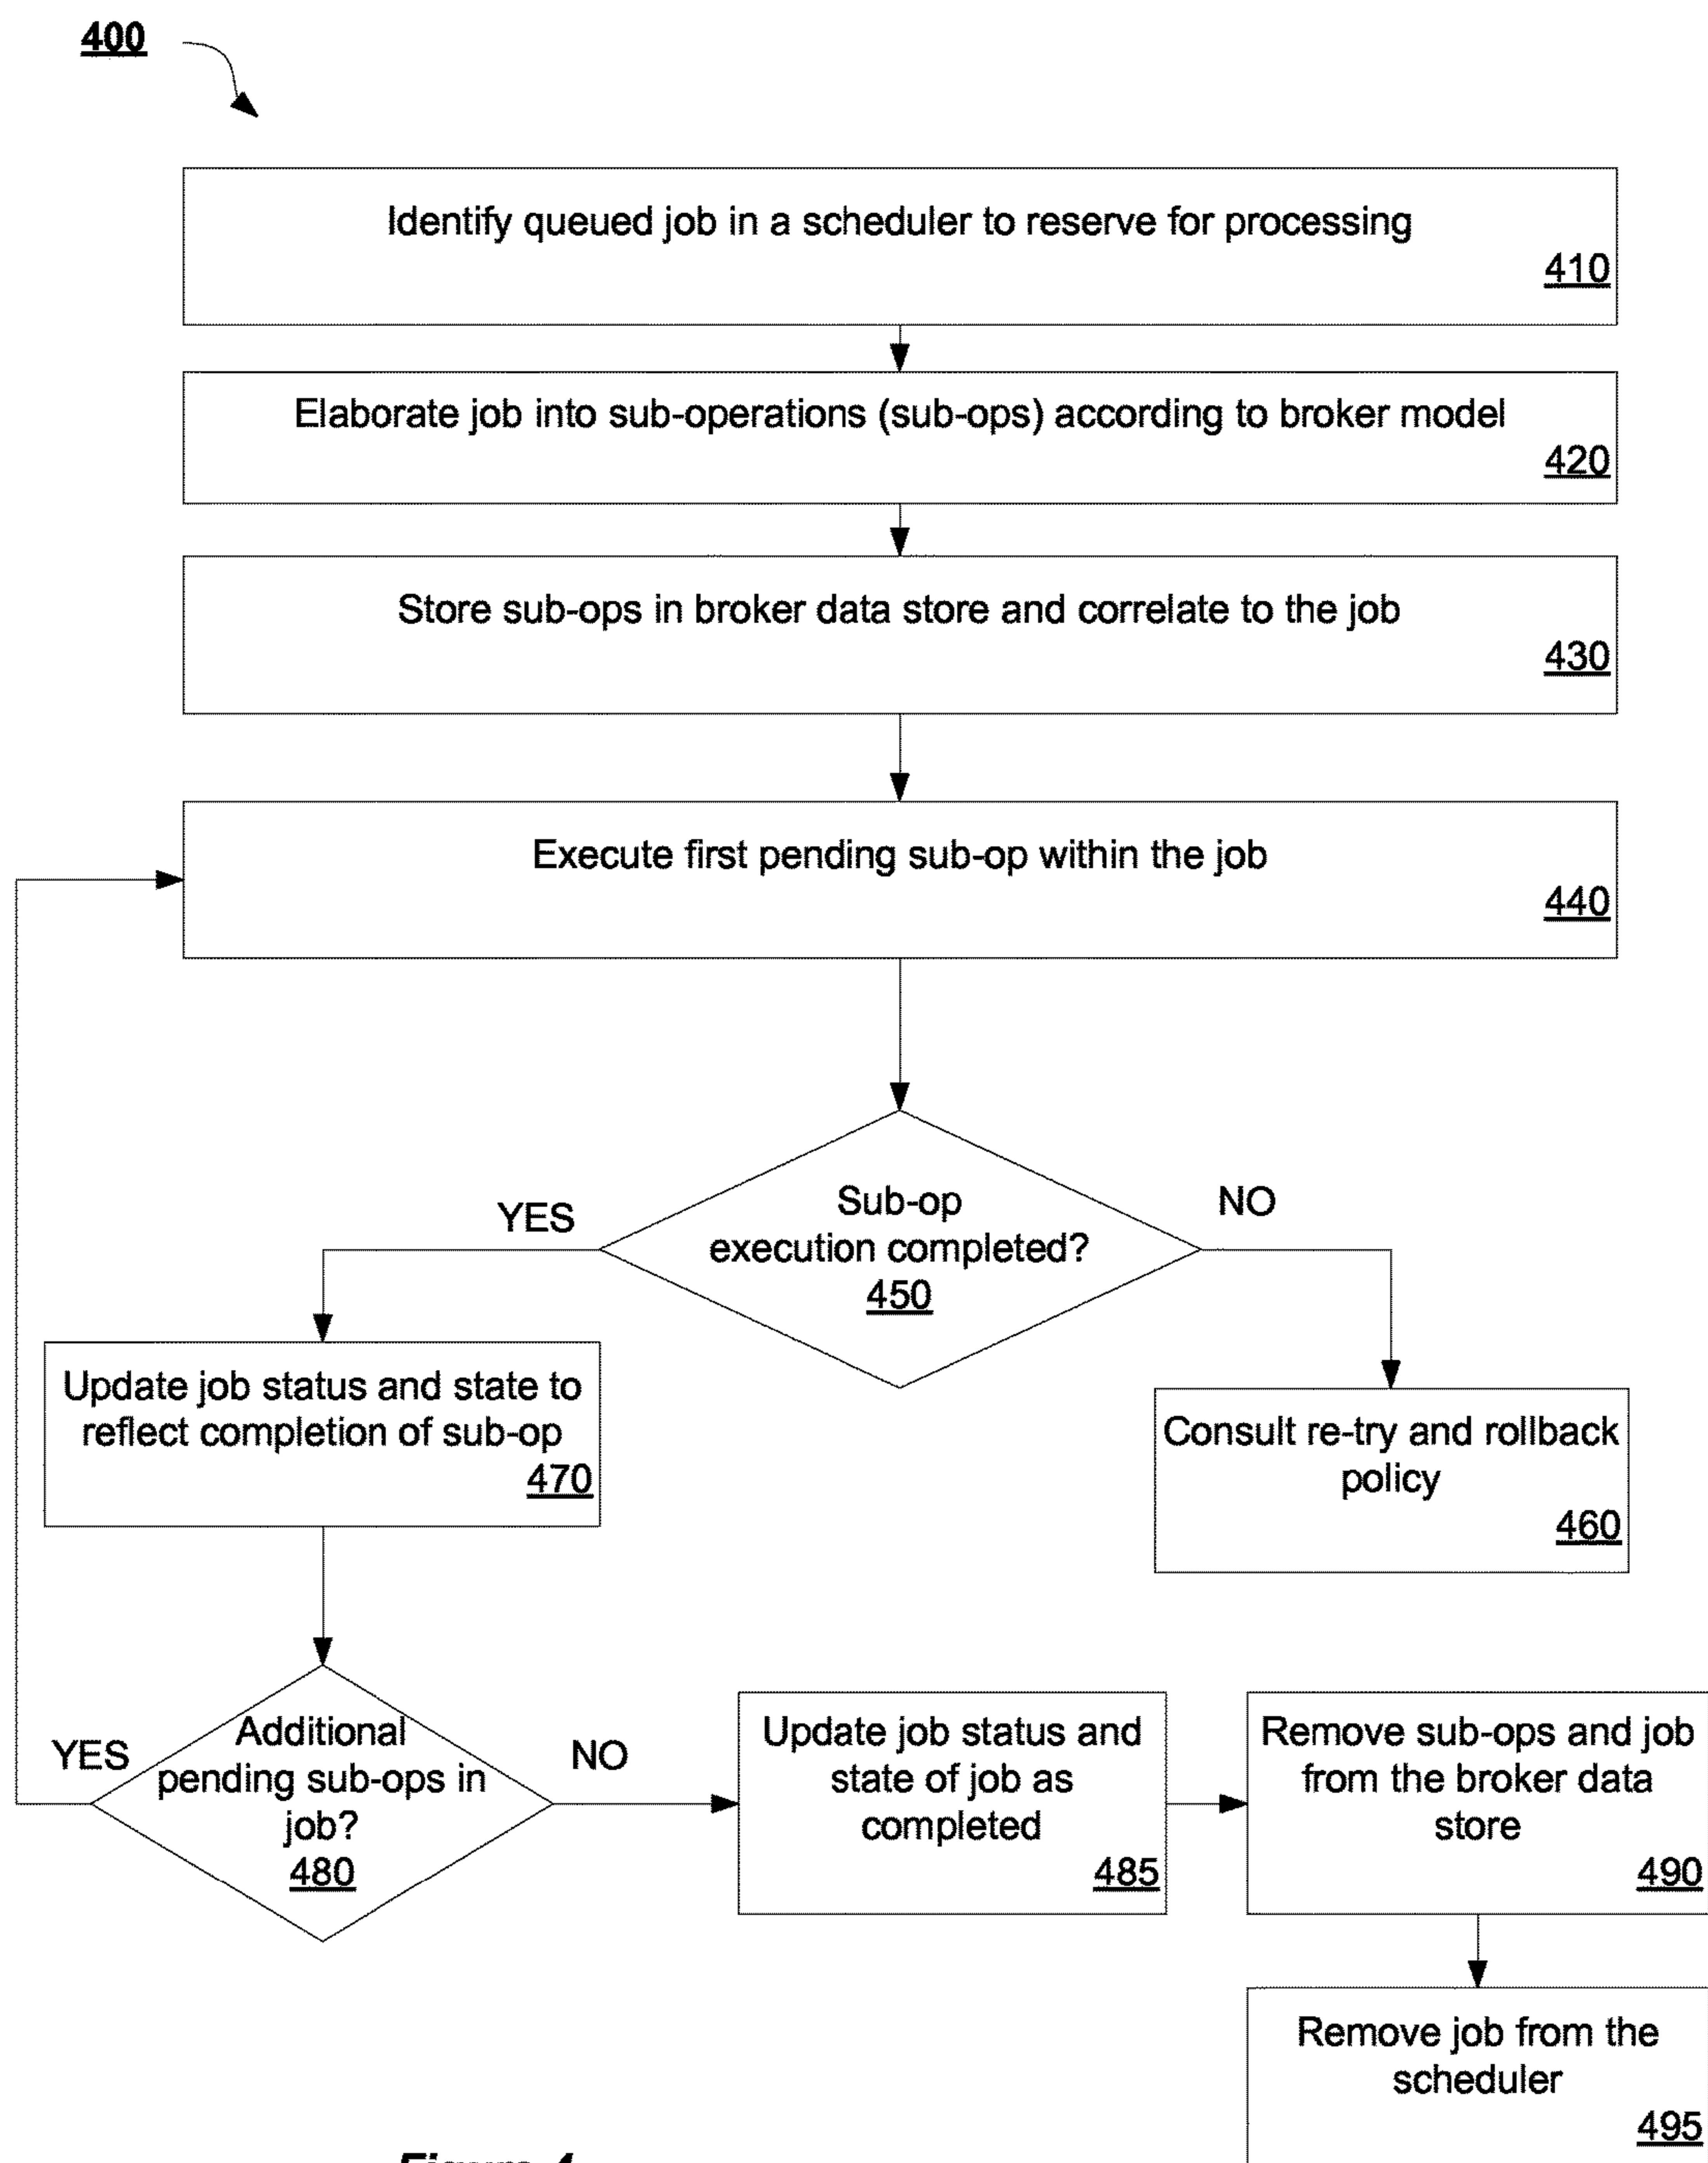 400
Identify queued job in a scheduler to reserve for processing
410
Elaborate job into sub-operations (sub-ops) according to broker model
420
Store sub-ops in broker data store and correlate to the job
430
Execute first pending sub-op within the job
440
YES
Sub-op
execution completed?
450
NO
Update job status and state to
reflect completion of sub-op
470
Consult re-try and rollback
policy
460
YES
Additional
pending sub-ops in
job?
480
NO
Update job status and
state of job as
completed
485
Remove sub-ops and job
from the broker data
store
490
Remove job from the
scheduler
495
Figure 4